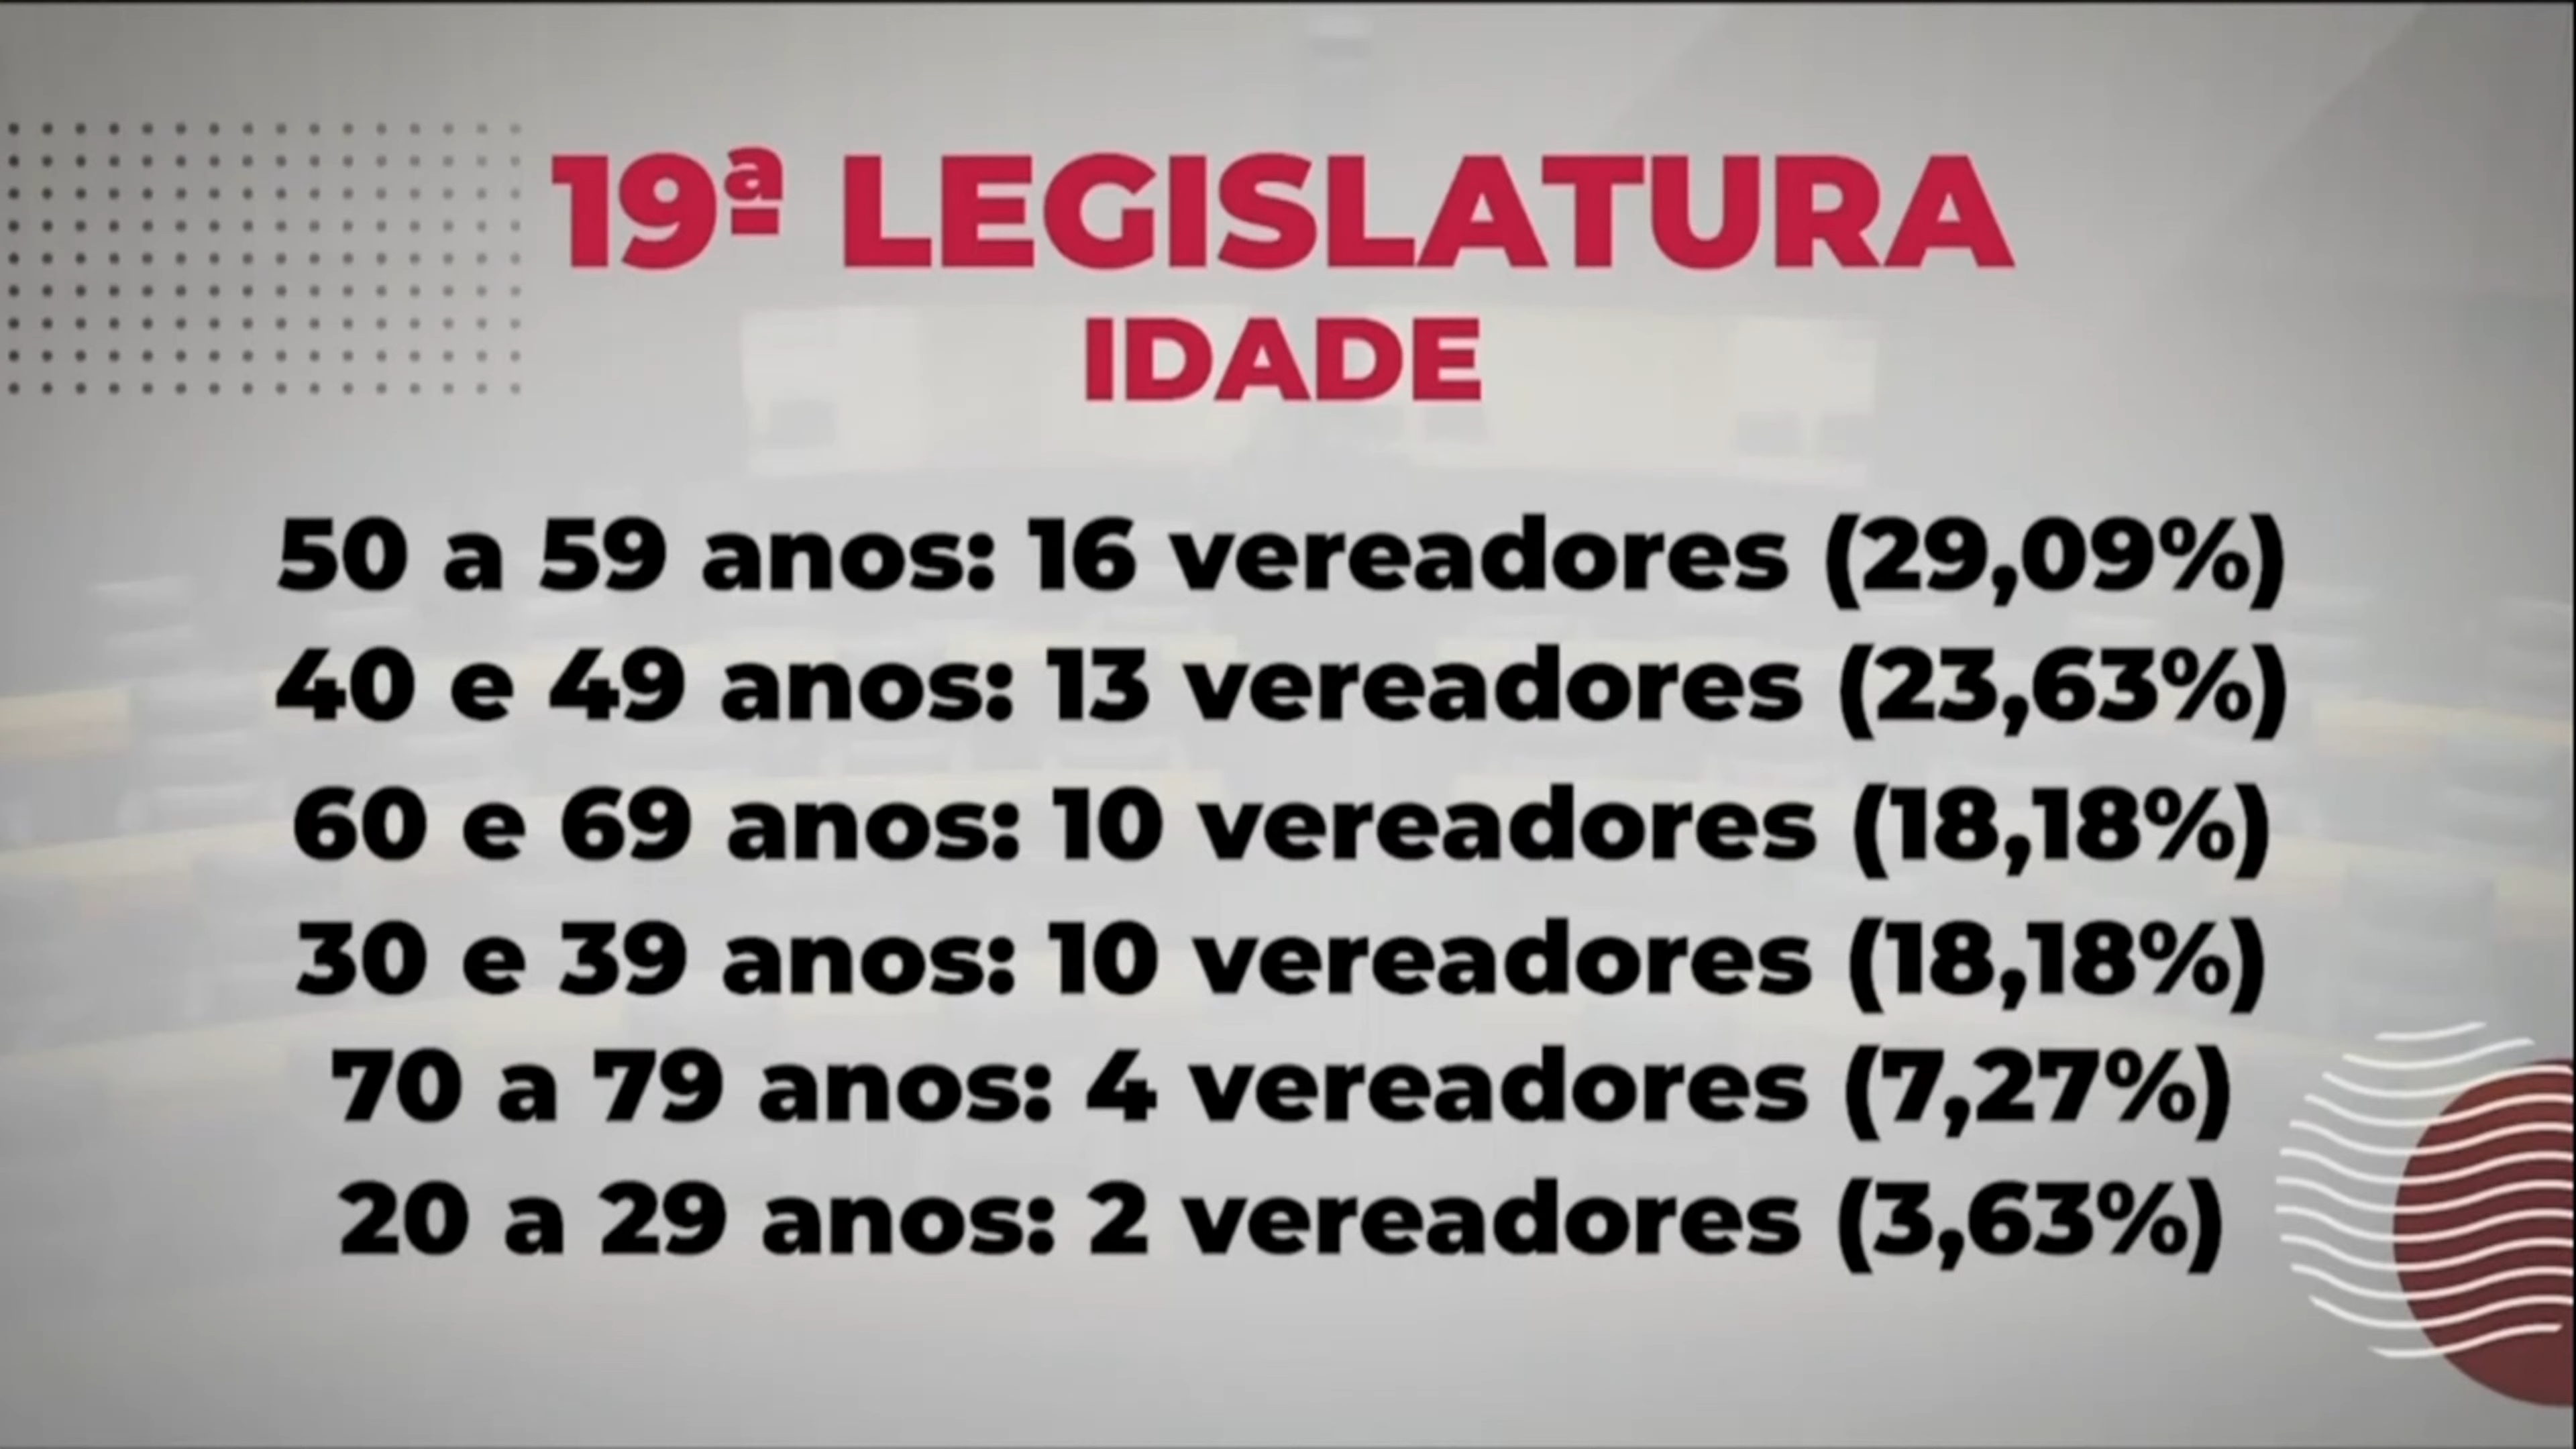 19ª LEGISLATURA
IDADE
50 a 59 anos: 16 vereadores (29,09%)
40 e 49 anos: 13 vereadores (23,63%)
60 e 69 anos: 10 vereadores (18,18%)
30 e 39 anos: 10 vereadores (18,18%)
70 a 79 anos: 4 vereadores (7,27%)
20 a 29 anos: 2 vereadores (3,63%)